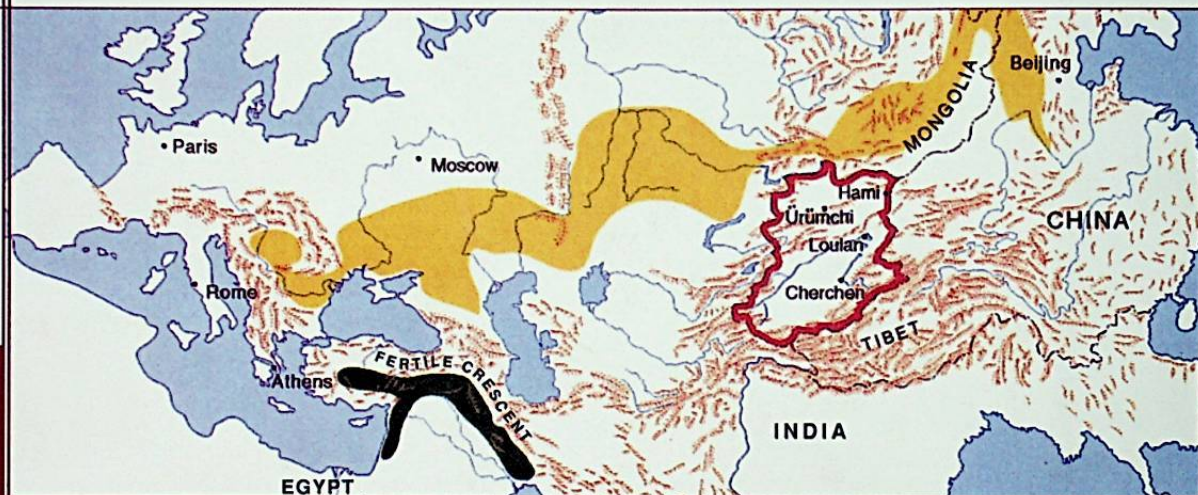 Beijing
MONGOLIA
Paris
Moscow
Hami
Ürümchi
CHINA
Loulan
Rome
Cherchen
TIBET
FERTILE CRESCENT
Athens
INDIA
EGYPT